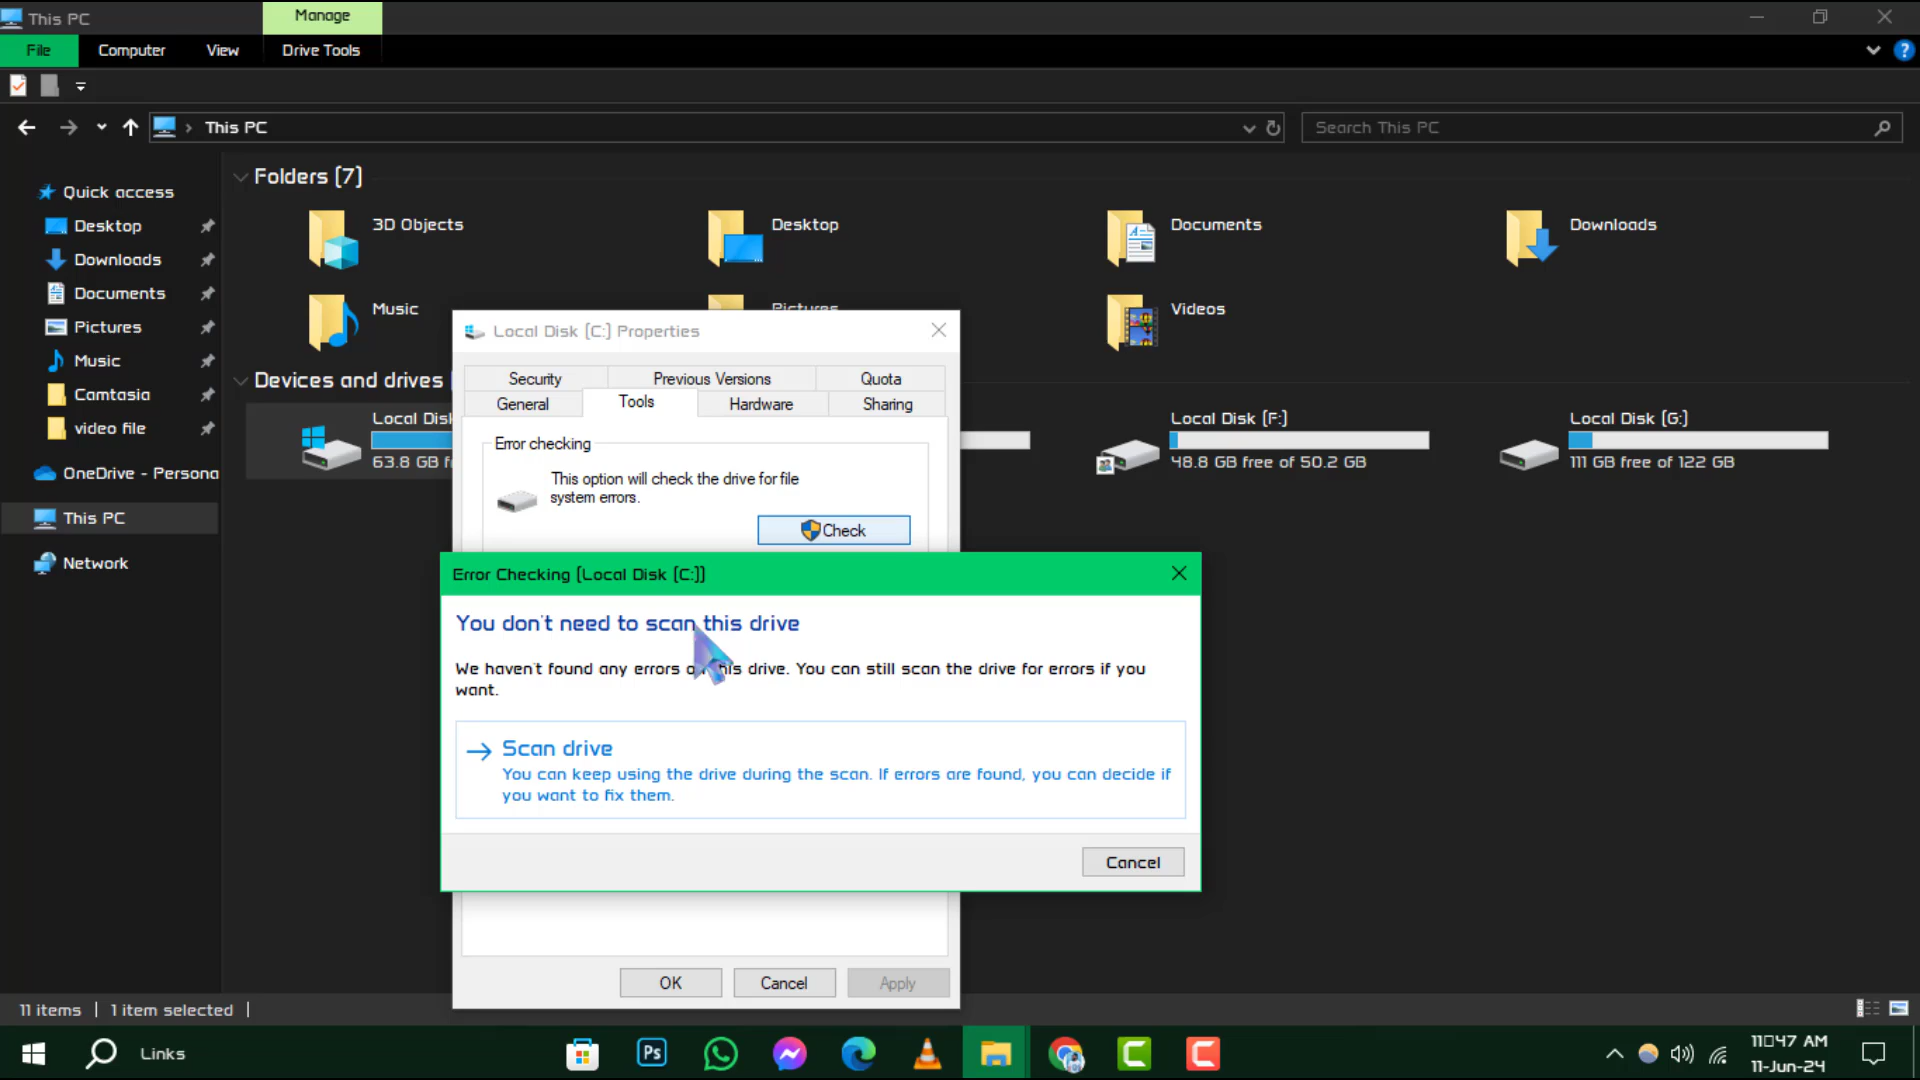 This PC
Manage
File
Computer
View
Drive Tools
This PC
Search This PC
Quick access
Desktop
Downloads
Documents
Pictures
Music
Camtasia
video file
OneDrive - Persona
This PC
Network
Folders (7)
3D Objects
Desktop
Documents
Downloads
Music
Pictures
Videos
Devices and drives
Local Disk
63.8 GB
Local Disk (F:)
48.8 GB free of 50.2 GB
Local Disk (G:)
111 GB free of 122 GB
Local Disk (C:) Properties
Security
Previous Versions
Quota
General
Tools
Hardware
Sharing
Error checking
This option will check the drive for file
system errors.
Check
Error Checking (Local Disk (C:))
You don't need to scan this drive
We haven't found any errors this drive. You can still scan the drive for errors if you
want.
Scan drive
You can keep using the drive during the scan. If errors are found, you can decide if
you want to fix them.
Cancel
OK
Cancel
Apply
11 items
1 item selected
Links
Ps
11:47 AM
11-Jun-24